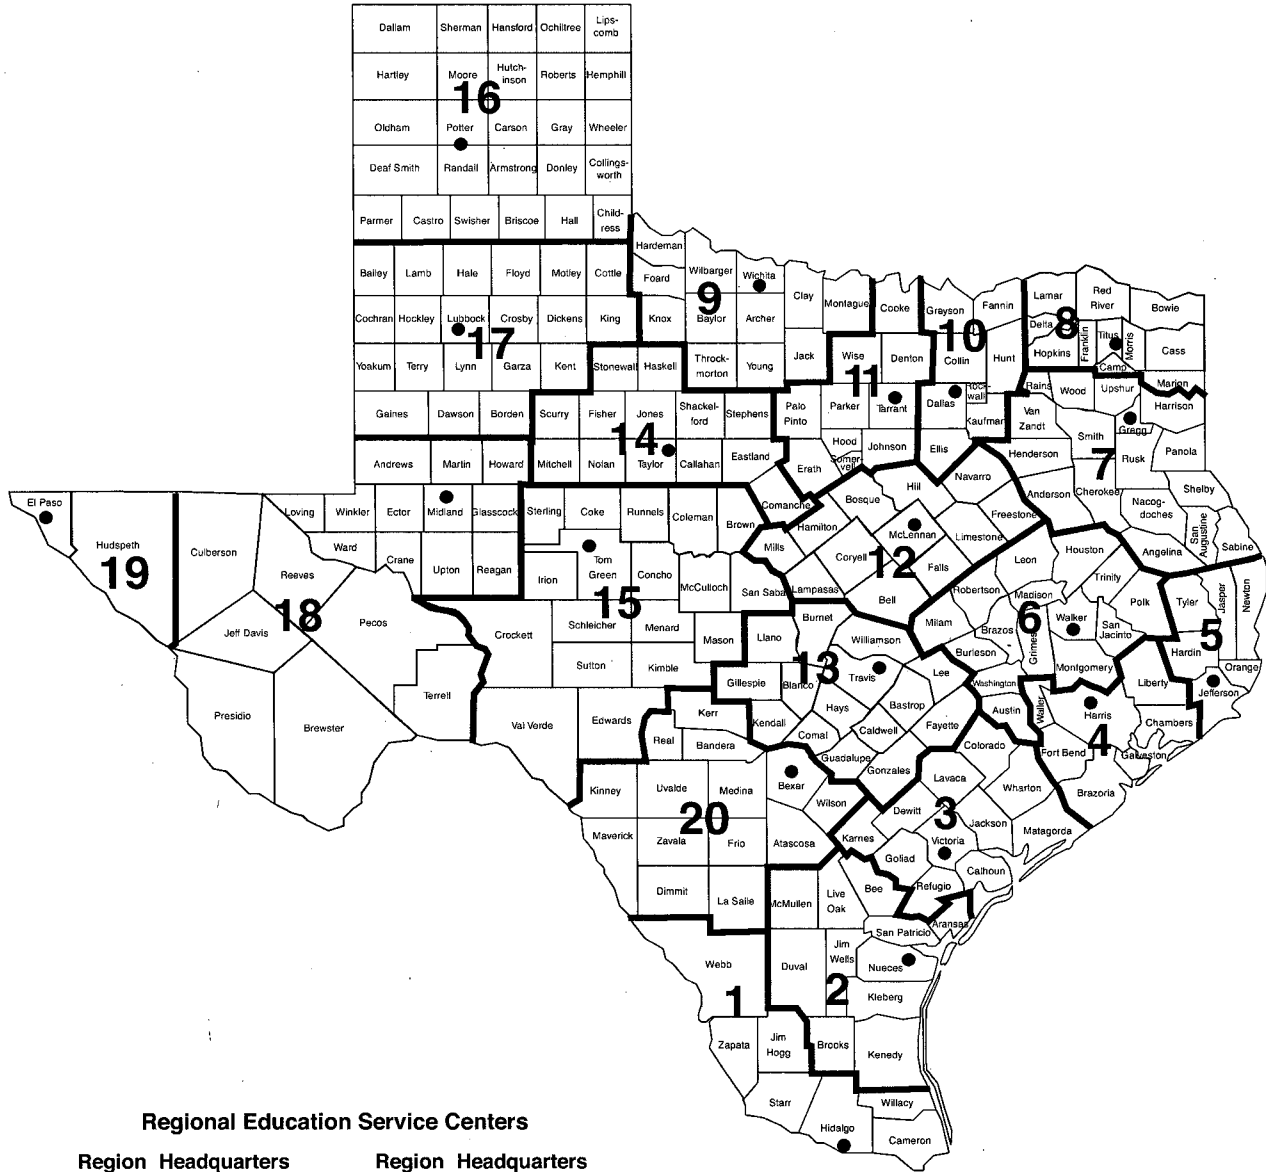 Dallam Sherman Hansford Ochiltree Lips-
comb
Hartley Moore Hutch-
inson Roberts Hemphill
16
Oldham Potter Carson Gray Wheeler
Deaf Smith Randall Armstrong Donley Collings-
worth
Parmer Castro Swisher Briscoe Hall Child-
ress
Hardeman
Bailey Lamb Hale Floyd Motley Cottle Foard Wilbarger Wichita
9
Clay Montague Cooke Grayson Fannin Lamar Red
River Bowie
Cochran Hockley Lubbock Crosby Dickens King Knox Baylor Archer
17
10
Delta 8 Titus Morris Franklin Hopkins Camp Cass
Yoakum Terry Lynn Garza Kent Stonewall Haskell Throck-
morton Young Jack Wise Denton Collin Hunt
11
Rains Wood Upshur Marion Harrison
Gaines Dawson Borden Scurry Fisher Jones Shackel-
ford Stephens Palo
Pinto Parker Tarrant Dallas Rock-
wall Kaufman Van
Zandt Smith Gregg
14
7
Andrews Martin Howard Mitchell Nolan Taylor Callahan Eastland Erath Hood Somer-
vell Johnson Ellis Henderson Rusk Panola
El Paso Loving Winkler Ector Midland Glasscock Sterling Coke Runnels Coleman Brown Comanche Bosque Hill Navarro Anderson Cherokee Nacog-
doches Shelby
Hudspeth Culberson Ward Crane Upton Reagan Irion Tom
Green Concho McCulloch Mills Hamilton McLennan Limestone Freestone San
Augustine Sabine Angelina Houston
19
Reeves
18
15
Coryell 12 Falls Leon Trinity
San Saba Lampasas Bell Robertson Madison Polk Tyler Jasper Newton
Jeff Davis Pecos Crockett Schleicher Menard Mason Llano Burnet Williamson Milam Brazos 6 Grimes Walker San
Jacinto 5 Hardin
Sutton Kimble Gillespie Blanco 13 Travis Lee Burleson Washington Montgomery Liberty Orange Jefferson
Presidio Brewster Terrell Val Verde Edwards Kerr Real Bandera Kendall Hays Comal Caldwell Bastrop Fayette Austin Waller Harris Chambers
4
Guadalupe Gonzales Colorado Fort Bend Galveston
Kinney Uvalde Medina Bexar Wilson Lavaca Wharton Brazoria
20
Dewitt 3 Jackson Matagorda
Maverick Zavala Frio Atascosa Karnes Goliad Victoria Calhoun
Dimmit La Salle McMullen Live
Oak Bee Refugio
Aransas San Patricio
Webb Duval Jim
Wells Nueces
1
2
Kleberg
Zapata Jim
Hogg Brooks Kenedy
Starr Willacy
Hidalgo Cameron
Regional Education Service Centers
Region Headquarters Region Headquarters